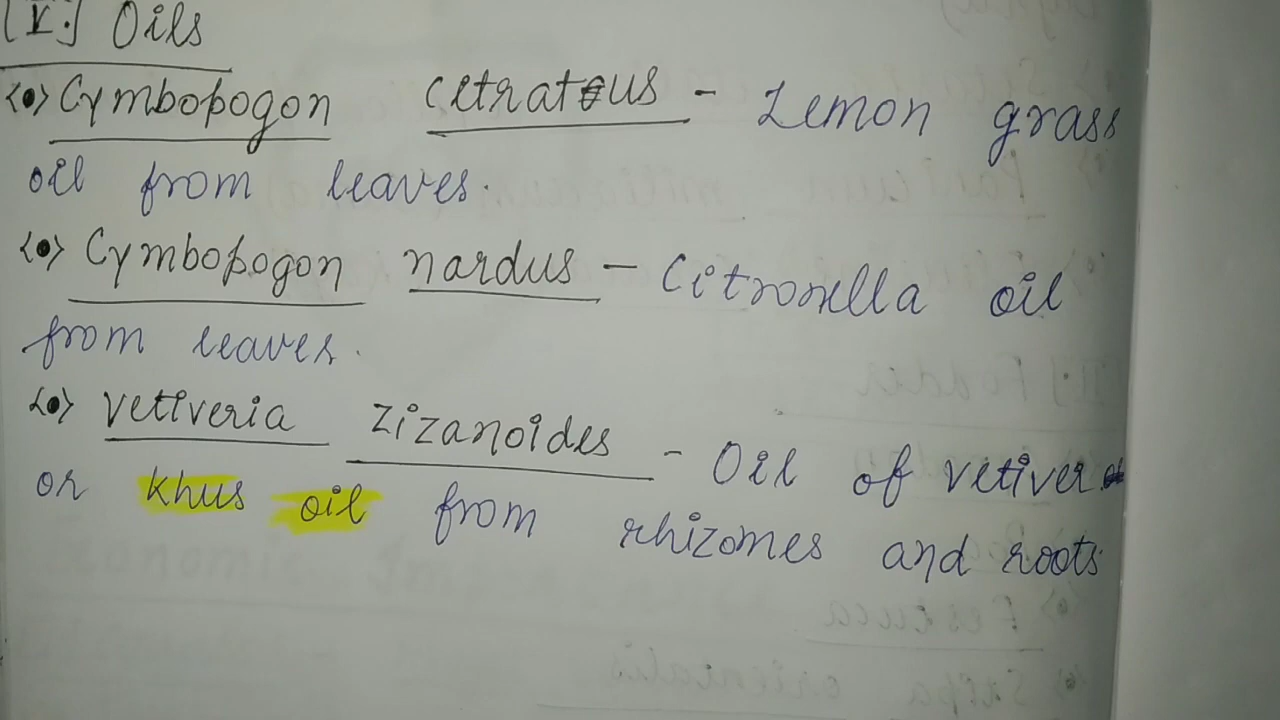 [V.] Oils
<•> Cymbopogon citrateus - Lemon grass
oil from leaves.
<•> Cymbopogon nardus - Citronella oil
from leaves.
<•> Vetiveria zizanoides - Oil of vetiver
or khus oil from rhizomes and roots